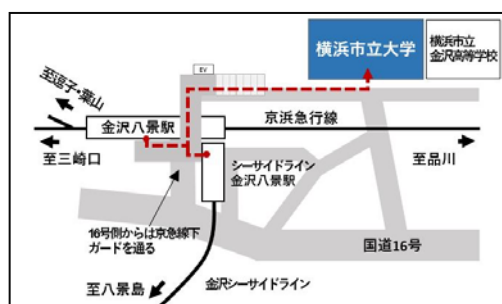 横浜市立大学
横浜市立
金沢高等学校
EV
至逗子・葉山
金沢八景駅
京浜急行線
至三崎口
至品川
シーサイドライン
金沢八景駅
16号側からは京急線下
ガードを通る
国道16号
至八景島
金沢シーサイドライン